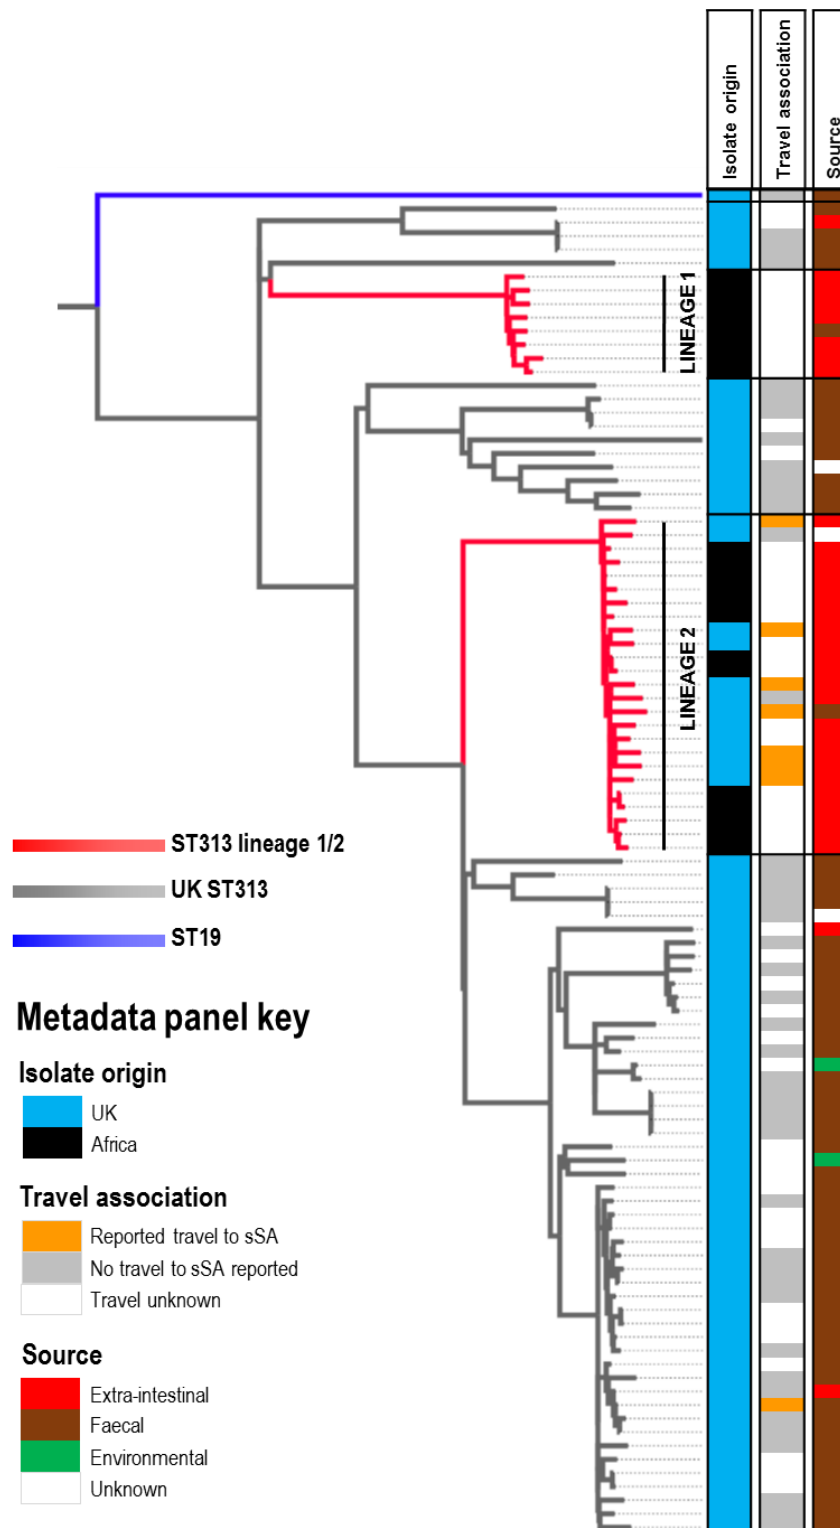 Isolate origin
Travel association
Source
LINEAGE 1
LINEAGE 2
ST313 lineage 1/2
UK ST313
ST19
Metadata panel key
Isolate origin
UK
Africa
Travel association
Reported travel to sSA
No travel to sSA reported
Travel unknown
Source
Extra-intestinal
Faecal
Environmental
Unknown